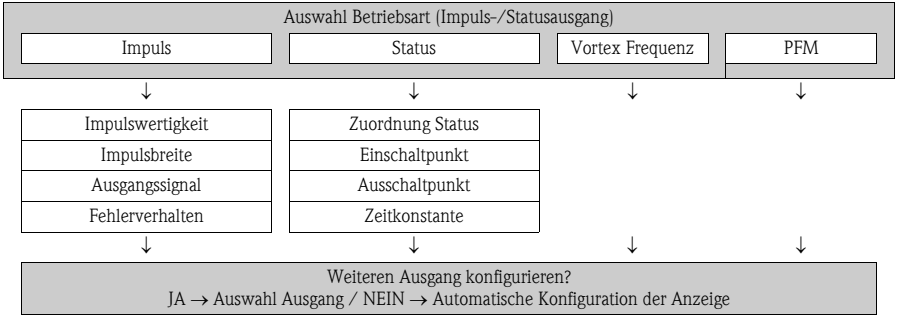 Auswahl Betriebsart (Impuls-/Statusausgang)
Impuls Status Vortex Frequenz PFM
↓ ↓ ↓ ↓
Impulswertigkeit Zuordnung Status
Impulsbreite Einschaltpunkt
Ausgangssignal Ausschaltpunkt
Fehlerverhalten Zeitkonstante
↓ ↓ ↓ ↓
Weiteren Ausgang konfigurieren?
JA → Auswahl Ausgang / NEIN → Automatische Konfiguration der Anzeige